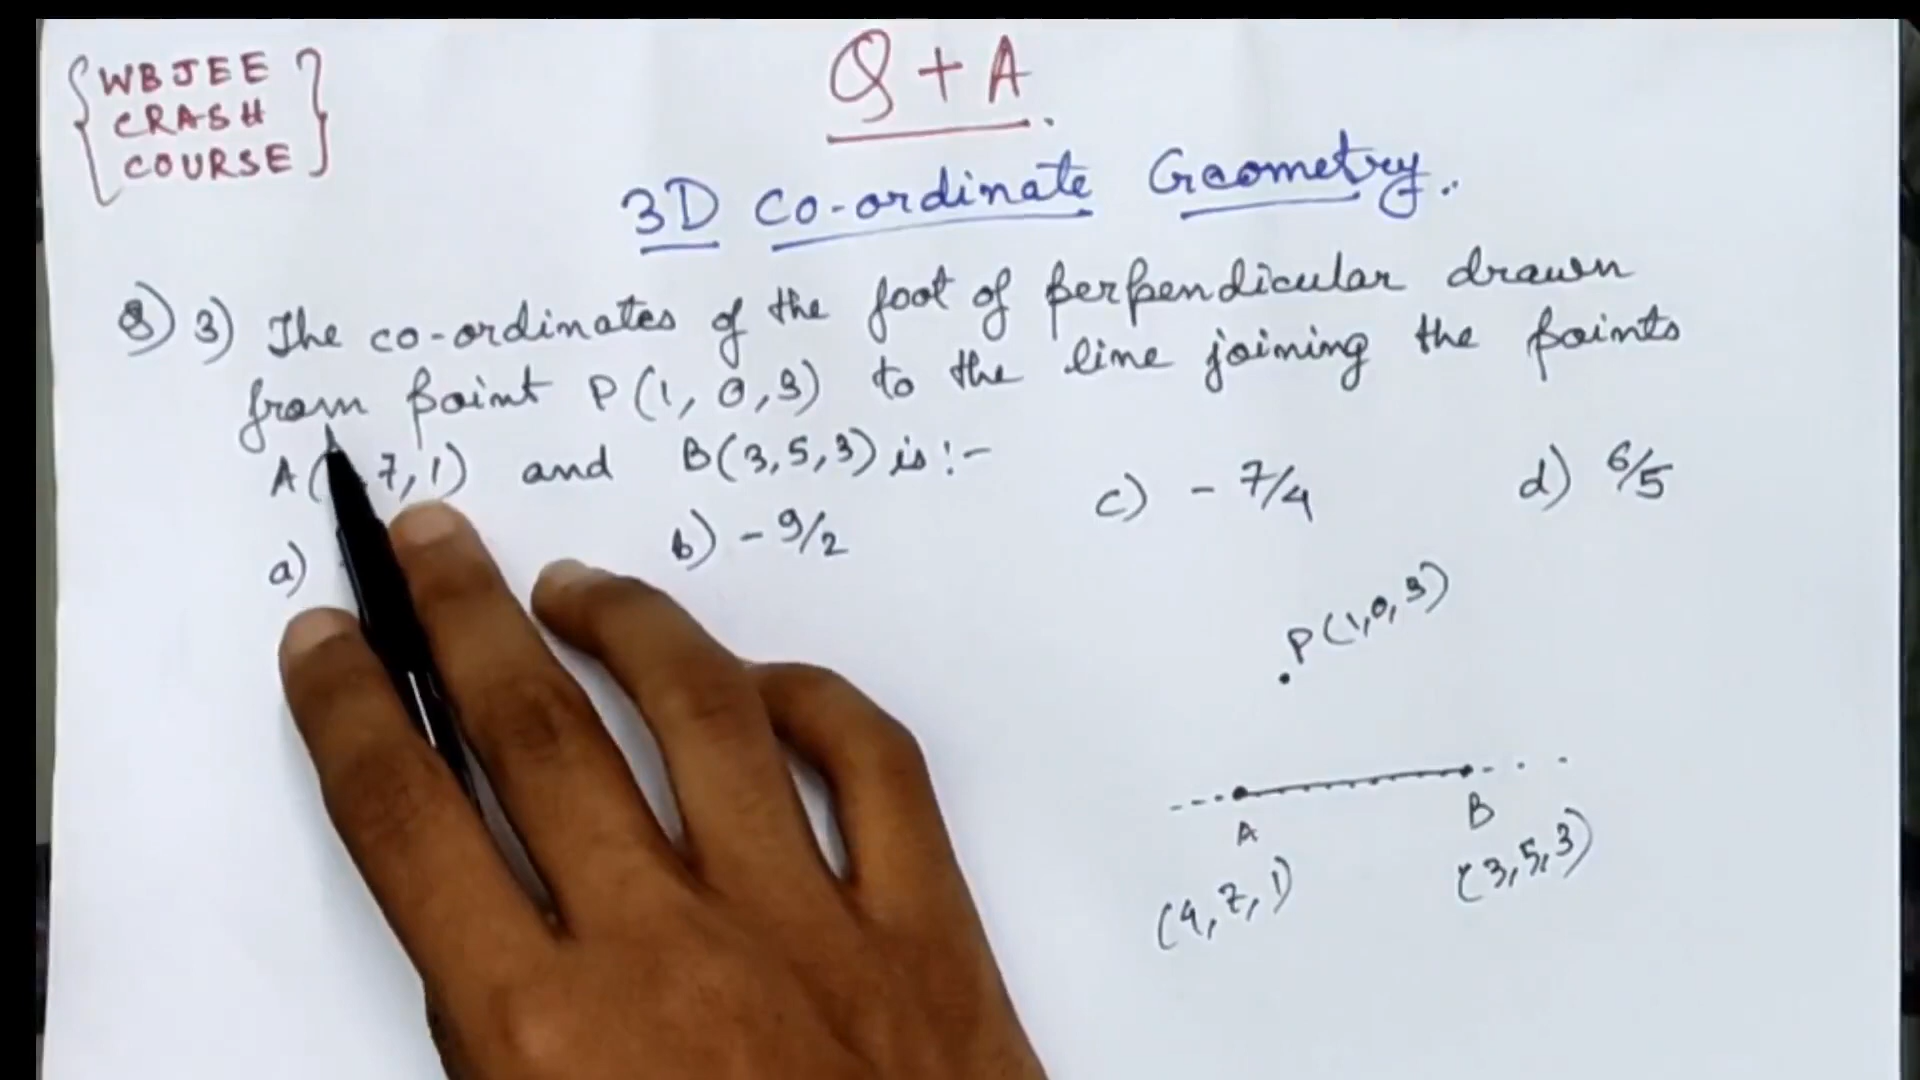 WBJEE
CRASH
COURSE
Q + A.
3D Co-ordinate Geometry..
Q) 3) The co-ordinates of the foot of perpendicular drawn
from point P(1, 0, 3) to the line joining the points
A( 7, 1) and B(3, 5, 3) is :-
a) b) - 9/2 c) - 7/4 d) 6/5
P(1, 0, 3)
A B
(4, 7, 1) (3, 5, 3)